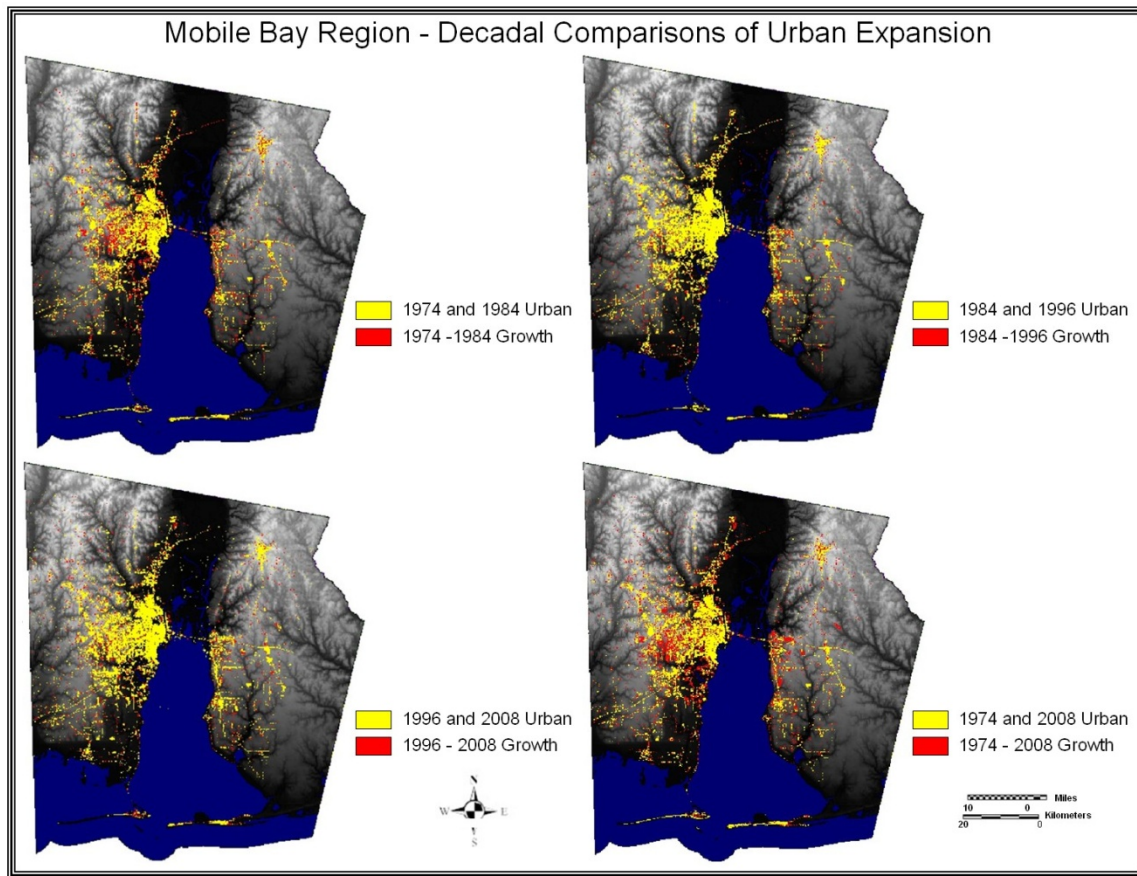 Mobile Bay Region - Decadal Comparisons of Urban Expansion
1974 and 1984 Urban
1974 -1984 Growth
1984 and 1996 Urban
1984 -1996 Growth
1996 and 2008 Urban
1996 - 2008 Growth
N
W E
S
1974 and 2008 Urban
1974 - 2008 Growth
Miles
10 0
Kilometers
20 0